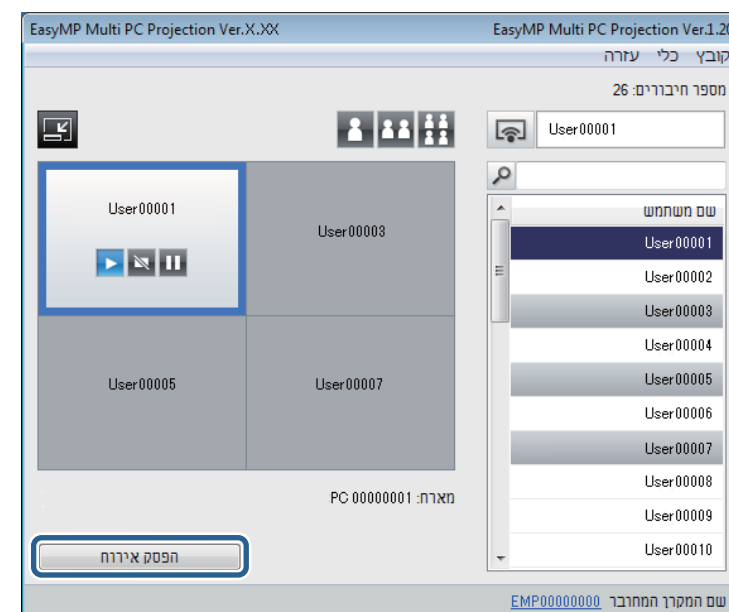 EasyMP Multi PC Projection Ver.X.XX
EasyMP Multi PC Projection Ver.1.20
קובץ כלי עזרה
מספר חיבורים: 26
User00001
User00001
User00003
User00005
User00007
מארח: PC 00000001
הפסק אירוח
שם משתמש
User00001
User00002
User00003
User00004
User00005
User00006
User00007
User00008
User00009
User00010
שם המקרן המחובר EMP00000000